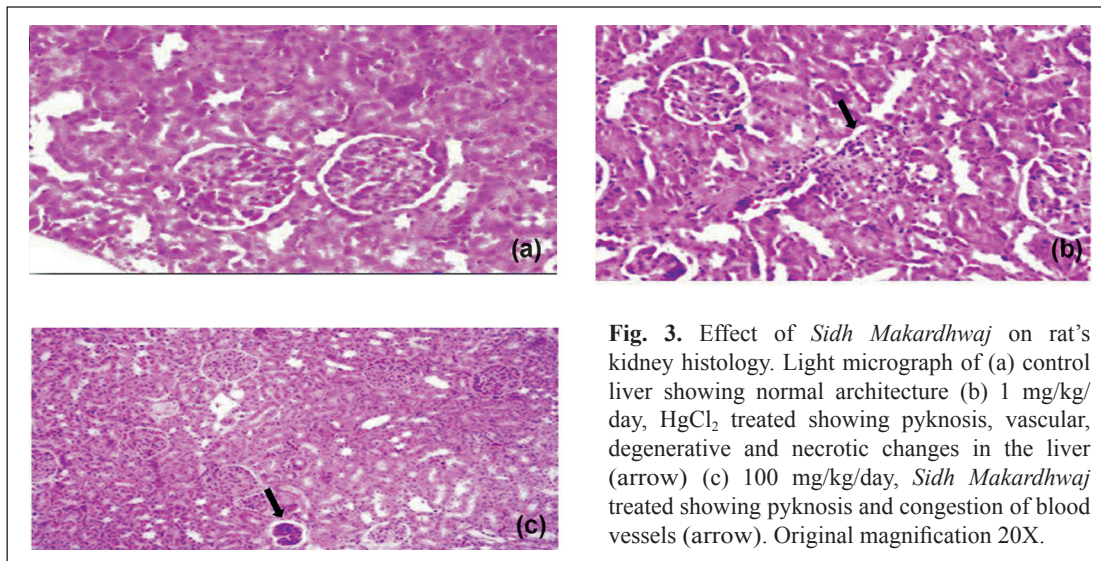 (a)
(b)
(c)
Fig. 3. Effect of Sidh Makardhwaj on rat's
kidney histology. Light micrograph of (a) control
liver showing normal architecture (b) 1 mg/kg/
day, HgCl₂ treated showing pyknosis, vascular,
degenerative and necrotic changes in the liver
(arrow) (c) 100 mg/kg/day, Sidh Makardhwaj
treated showing pyknosis and congestion of blood
vessels (arrow). Original magnification 20X.